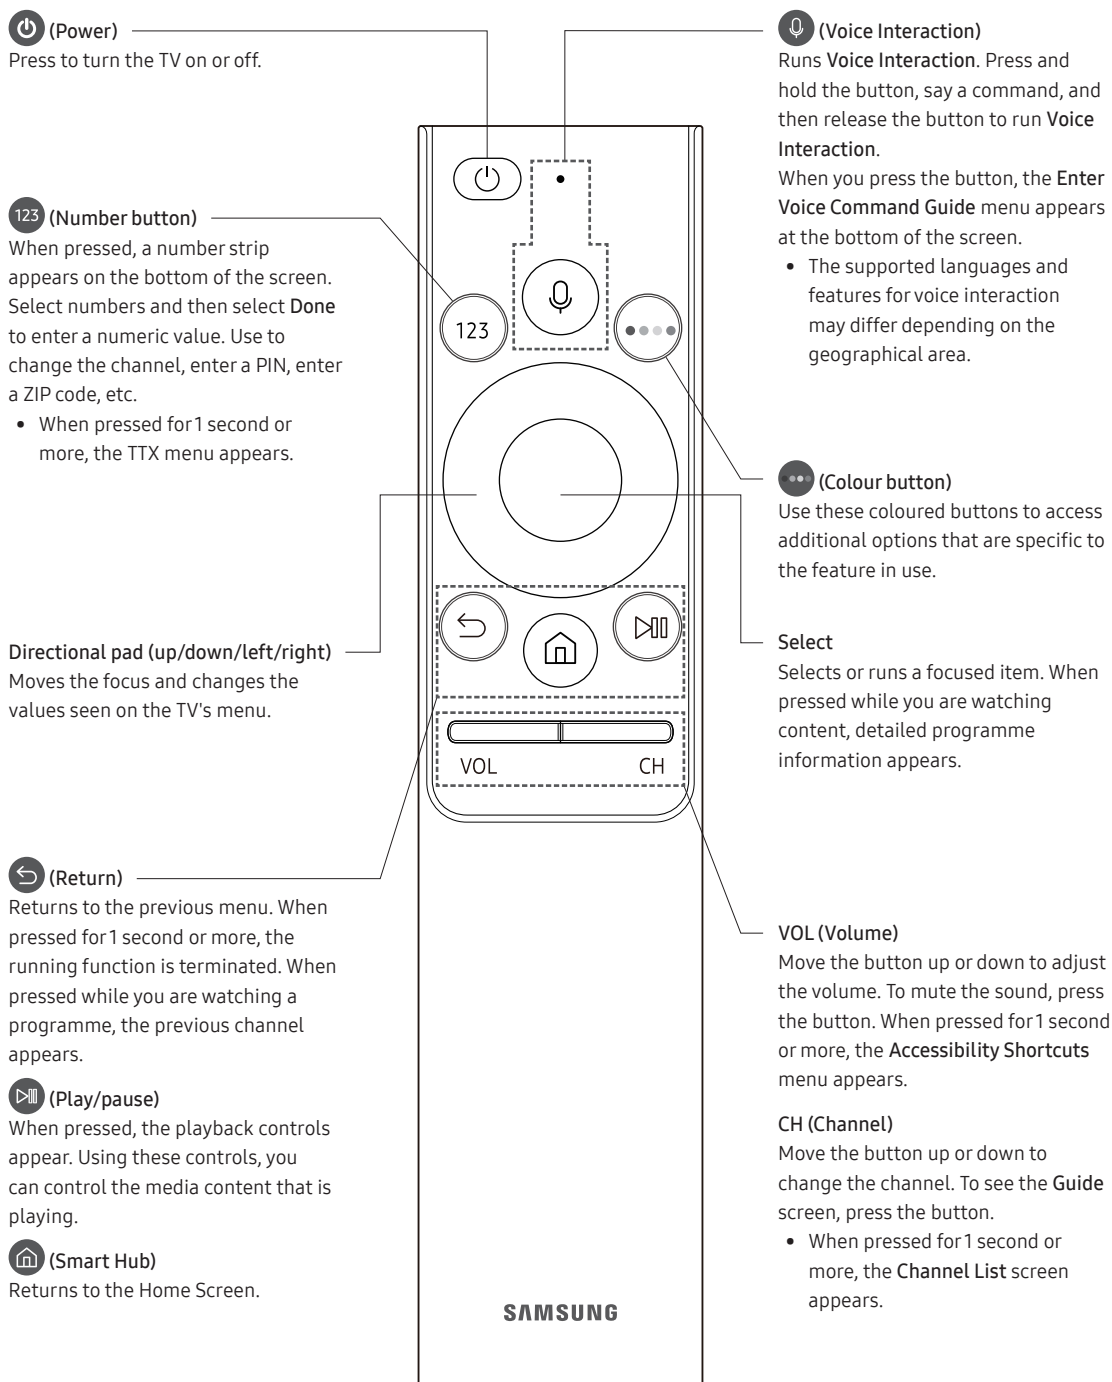 (Power)
Press to turn the TV on or off.
123 (Number button)
When pressed, a number strip
appears on the bottom of the screen.
Select numbers and then select Done
to enter a numeric value. Use to
change the channel, enter a PIN, enter
a ZIP code, etc.
• When pressed for 1 second or
more, the TTX menu appears.
Directional pad (up/down/left/right)
Moves the focus and changes the
values seen on the TV's menu.
(Return)
Returns to the previous menu. When
pressed for 1 second or more, the
running function is terminated. When
pressed while you are watching a
programme, the previous channel
appears.
(Play/pause)
When pressed, the playback controls
appear. Using these controls, you
can control the media content that is
playing.
(Smart Hub)
Returns to the Home Screen.
123
VOL CH
SAMSUNG
(Voice Interaction)
Runs Voice Interaction. Press and
hold the button, say a command, and
then release the button to run Voice
Interaction.
When you press the button, the Enter
Voice Command Guide menu appears
at the bottom of the screen.
• The supported languages and
features for voice interaction
may differ depending on the
geographical area.
(Colour button)
Use these coloured buttons to access
additional options that are specific to
the feature in use.
Select
Selects or runs a focused item. When
pressed while you are watching
content, detailed programme
information appears.
VOL (Volume)
Move the button up or down to adjust
the volume. To mute the sound, press
the button. When pressed for 1 second
or more, the Accessibility Shortcuts
menu appears.
CH (Channel)
Move the button up or down to
change the channel. To see the Guide
screen, press the button.
• When pressed for 1 second or
more, the Channel List screen
appears.